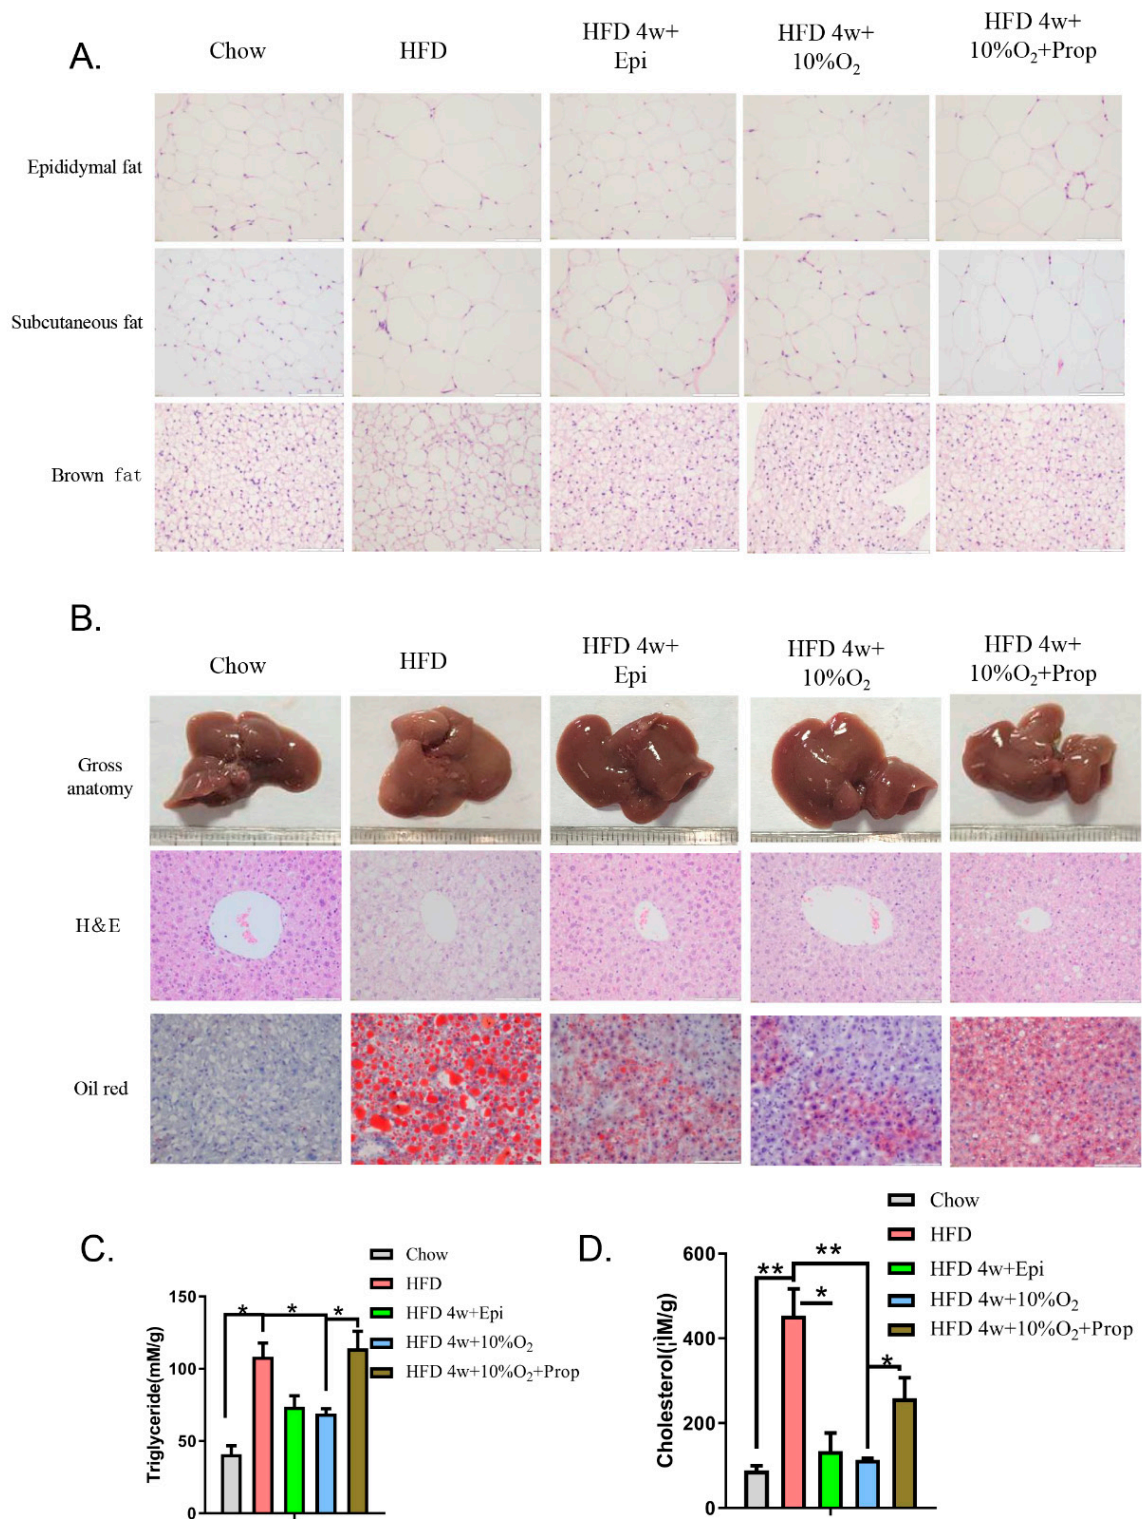 A.
Chow
HFD
HFD 4w+
Epi
HFD 4w+
10%O₂
HFD 4w+
10%O₂+Prop
Epididymal fat
Subcutaneous fat
Brown fat
B.
Chow
HFD
HFD 4w+
Epi
HFD 4w+
10%O₂
HFD 4w+
10%O₂+Prop
Gross
anatomy
H&E
Oil red
C.
Chow
HFD
HFD 4w+Epi
HFD 4w+10%O₂
HFD 4w+10%O₂+Prop
Triglyceride(mM/g)
150
100
50
0
*
*
*
D.
Chow
HFD
HFD 4w+Epi
HFD 4w+10%O₂
HFD 4w+10%O₂+Prop
Cholesterol(¦ÌM/g)
600
400
200
0
**
**
*
*